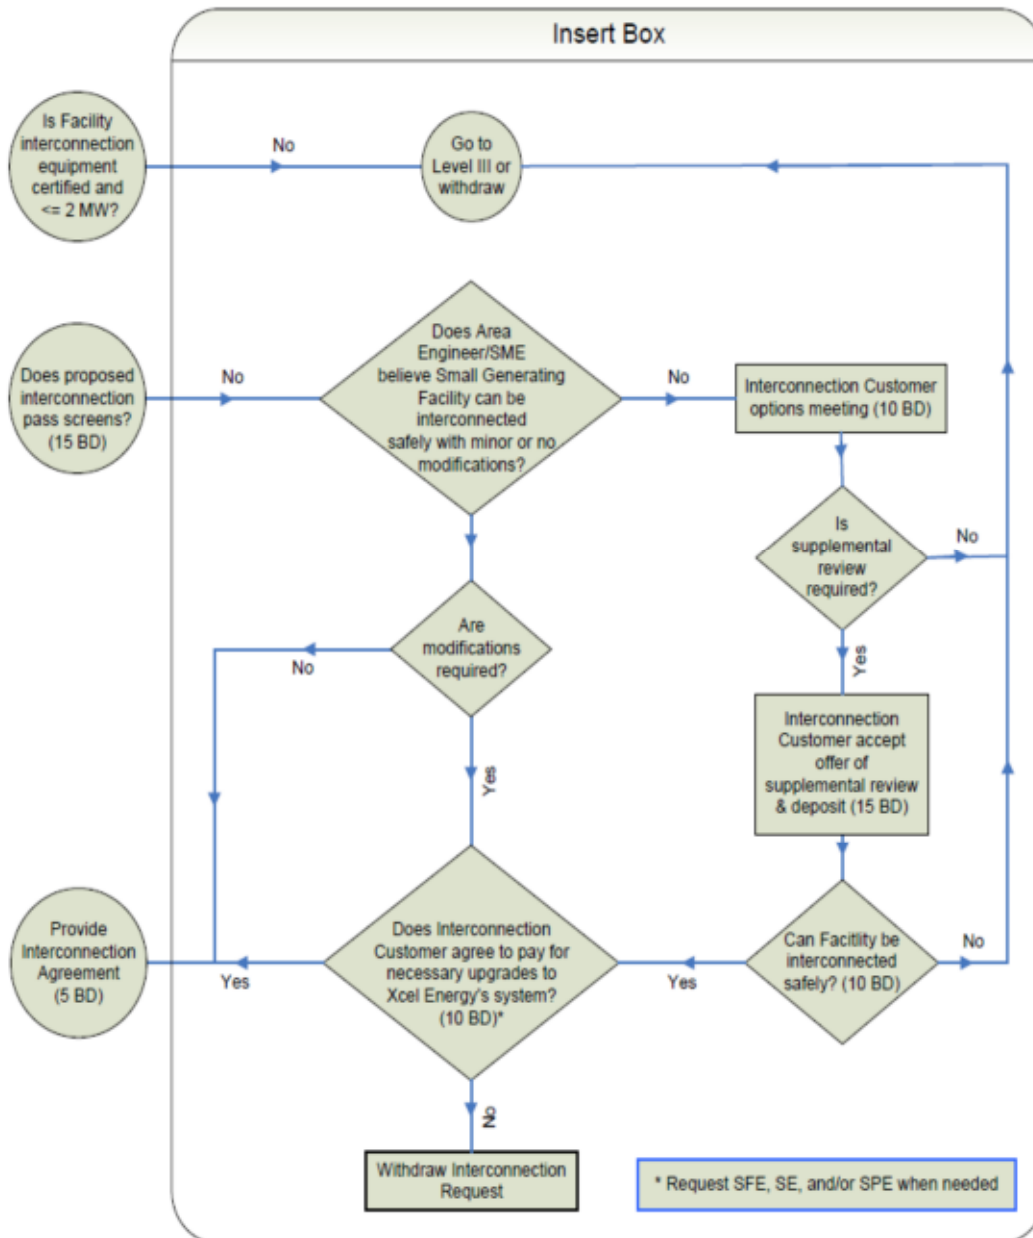 Insert Box
Is Facility
interconnection
equipment
certified and
<= 2 MW?
No
Go to
Level III or
withdraw
Does proposed
interconnection
pass screens?
(15 BD)
No
Does Area
Engineer/SME
believe Small Generating
Facility can be
interconnected
safely with minor or no
modifications?
No
Interconnection Customer
options meeting (10 BD)
Is
supplemental
review
required?
No
Are
modifications
required?
No
Yes
Yes
Interconnection
Customer accept
offer of
supplemental review
& deposit (15 BD)
Provide
Interconnection
Agreement
(5 BD)
Yes
Does Interconnection
Customer agree to pay for
necessary upgrades to
Xcel Energy's system?
(10 BD)*
Yes
Can Facitlity be
interconnected
safely? (10 BD)
No
No
Withdraw Interconnection
Request
* Request SFE, SE, and/or SPE when needed